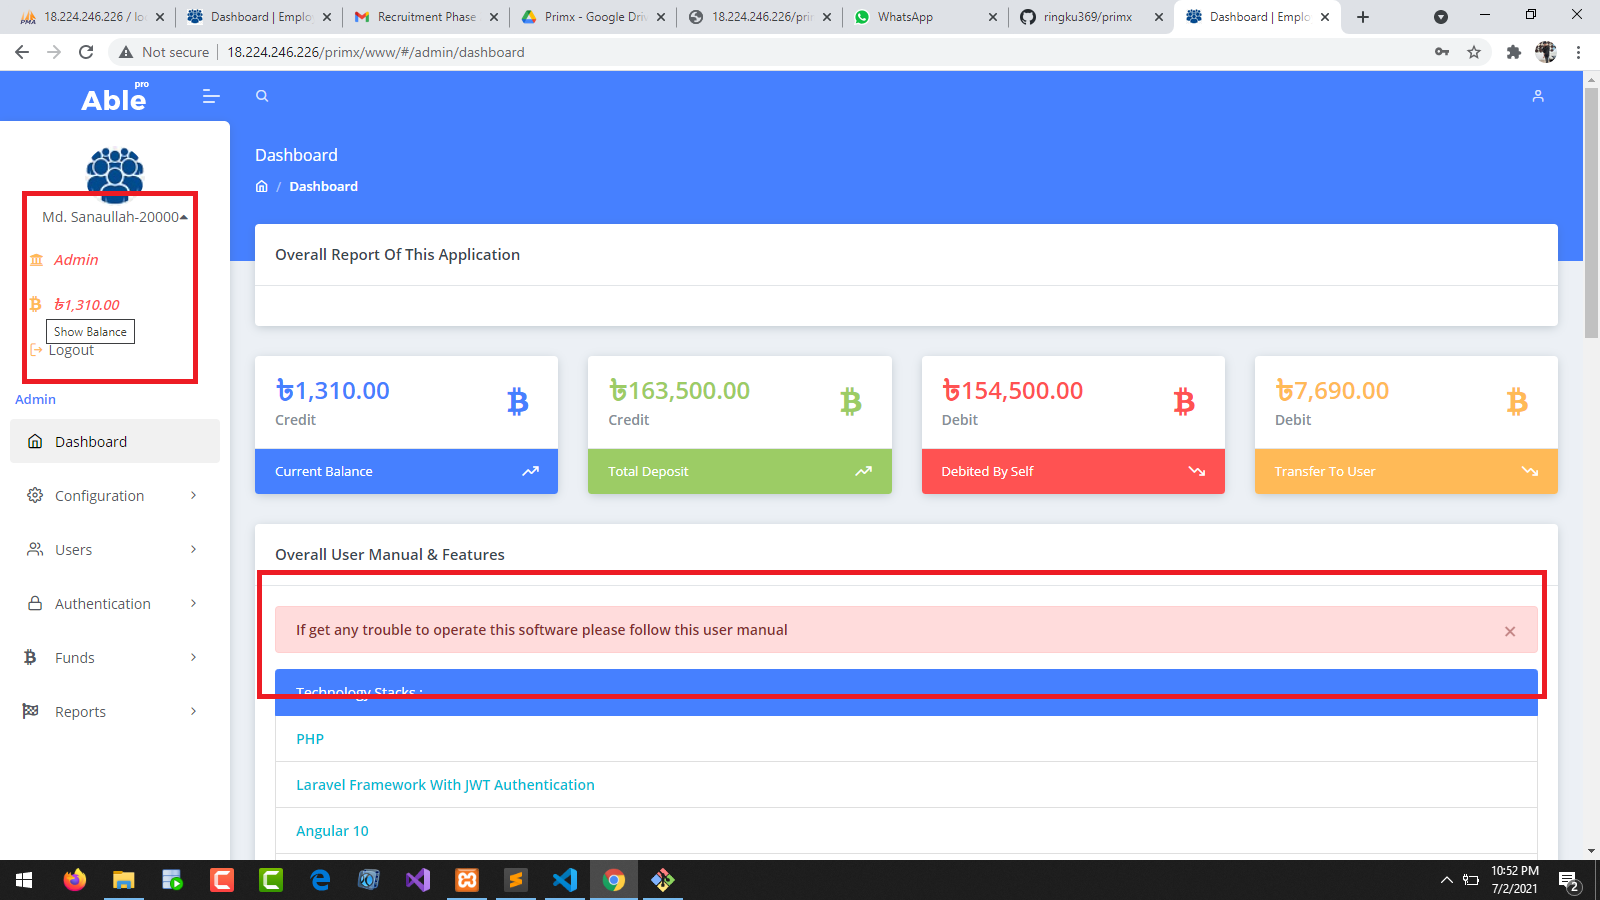 18.224.246.226 / lo
Dashboard | Emplo
Recruitment Phase
Primx - Google Driv
18.224.246.226/prin
WhatsApp
ringku369/primx
Dashboard | Emplo
Not secure
18.224.246.226/primx/www/#/admin/dashboard
Able pro
Dashboard
/ Dashboard
Md. Sanaullah-20000
Admin
৳1,310.00
Show Balance
Logout
Admin
Dashboard
Configuration
Users
Authentication
Funds
Reports
Overall Report Of This Application
৳1,310.00
Credit
Current Balance
৳163,500.00
Credit
Total Deposit
৳154,500.00
Debit
Debited By Self
৳7,690.00
Debit
Transfer To User
Overall User Manual & Features
If get any trouble to operate this software please follow this user manual
Technology Stacks :
PHP
Laravel Framework With JWT Authentication
Angular 10
10:52 PM
7/2/2021
2